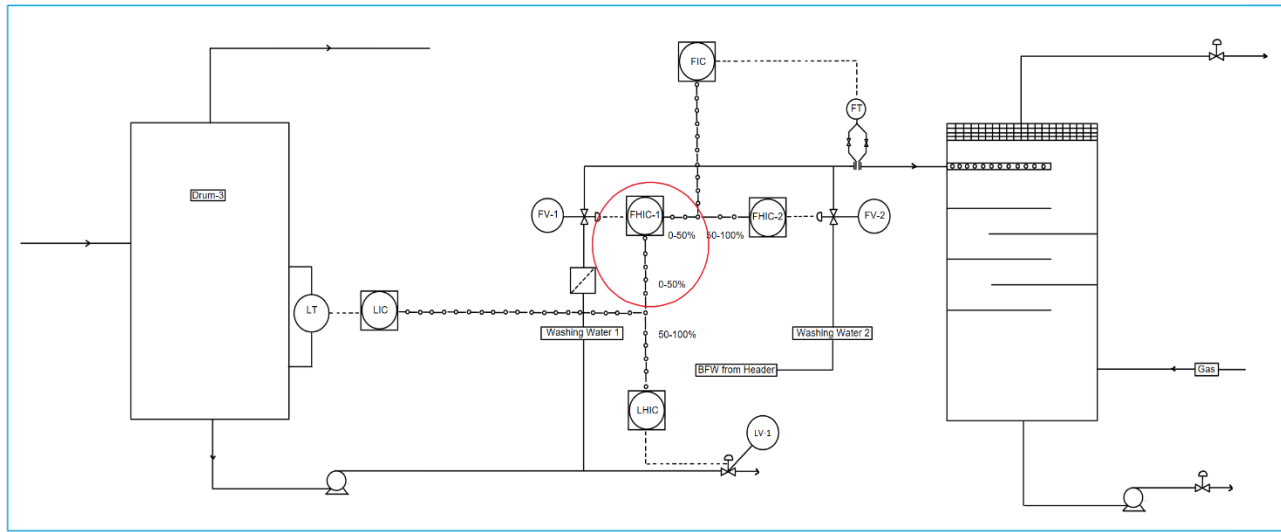 FIC
FT
Drum-3
FV-1
FHIC-1
0-50%
50-100%
FHIC-2
FV-2
0-50%
LT
LIC
Washing Water 1
50-100%
Washing Water 2
BFW from Header
Gas
LHIC
LV-1